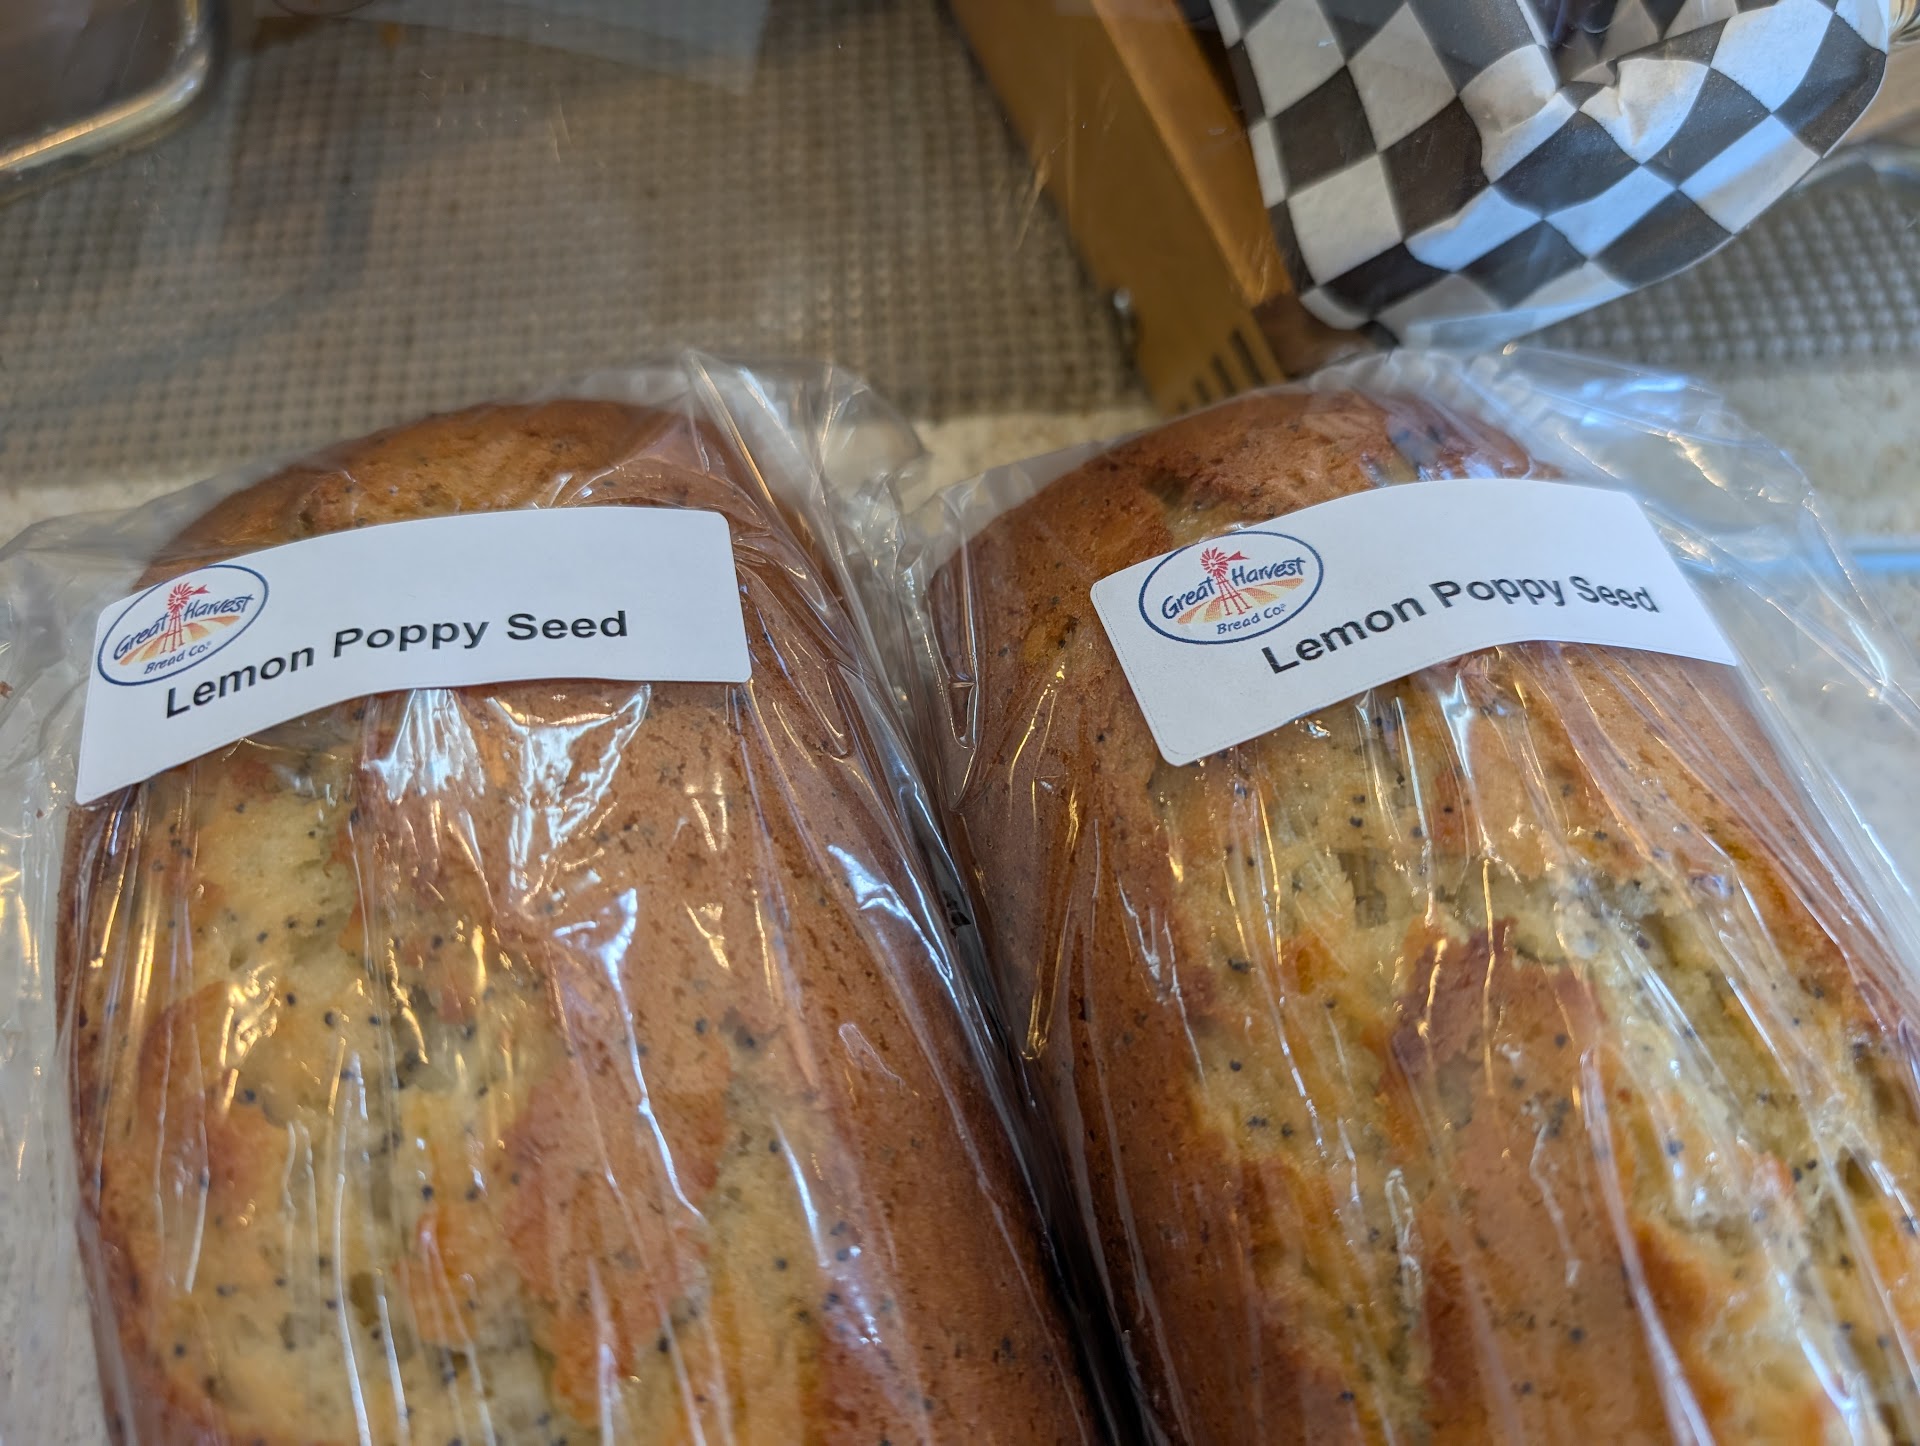 Great Harvest
Bread Co.
Lemon Poppy Seed
Great Harvest
Bread Co.
Lemon Poppy Seed